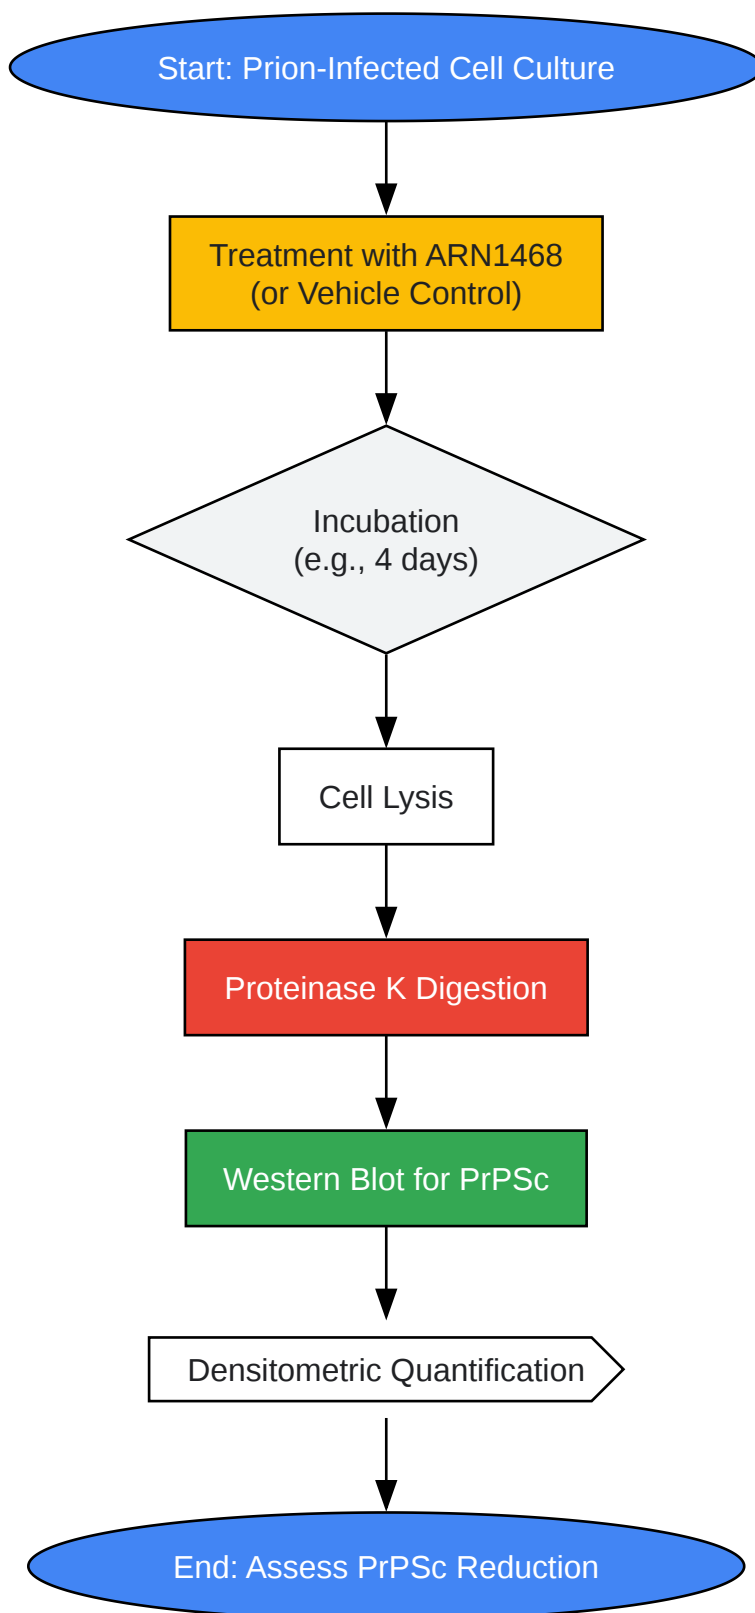 Start: Prion-Infected Cell Culture
Treatment with ARN1468
(or Vehicle Control)
Incubation
(e.g., 4 days)
Cell Lysis
Proteinase K Digestion
Western Blot for PrPSc
Densitometric Quantification
End: Assess PrPSc Reduction